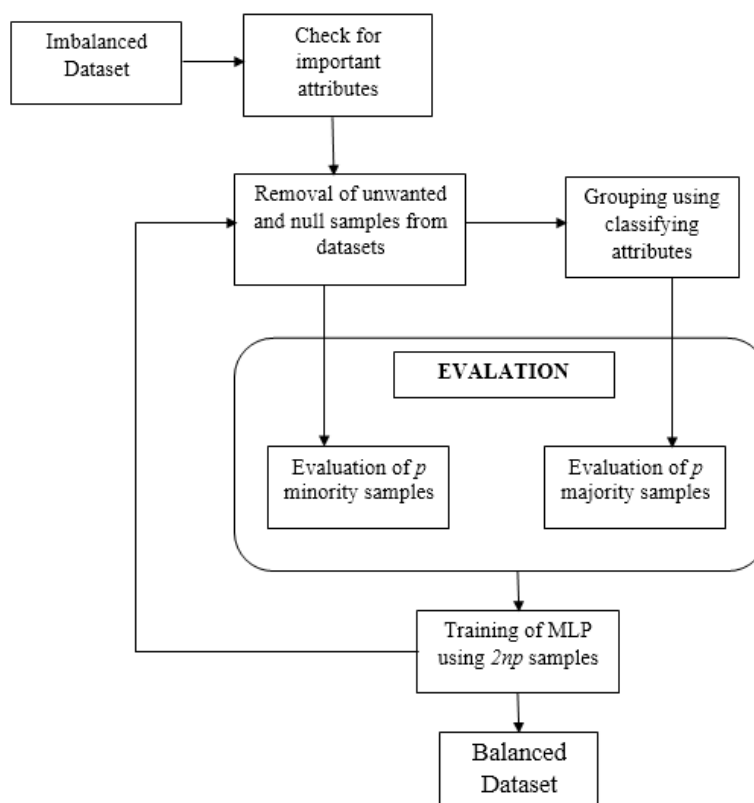 Imbalanced
Dataset
Check for
important
attributes
Removal of unwanted
and null samples from
datasets
Grouping using
classifying
attributes
EVALATION
Evaluation of p
minority samples
Evaluation of p
majority samples
Training of MLP
using 2np samples
Balanced
Dataset